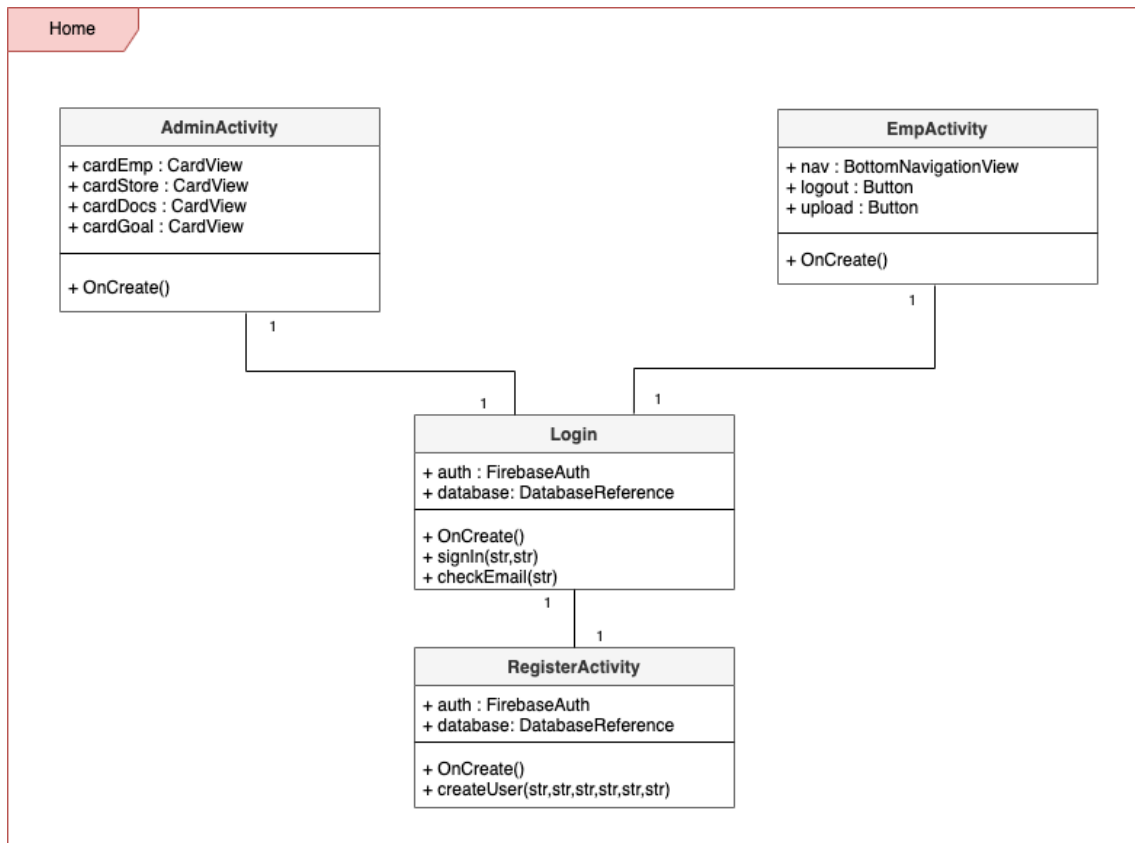 Home
AdminActivity
+ cardEmp : CardView
+ cardStore : CardView
+ cardDocs : CardView
+ cardGoal : CardView
+ OnCreate()
1
EmpActivity
+ nav : BottomNavigationView
+ logout : Button
+ upload : Button
+ OnCreate()
1
1
1
Login
+ auth : FirebaseAuth
+ database: DatabaseReference
+ OnCreate()
+ signIn(str,str)
+ checkEmail(str)
1
1
RegisterActivity
+ auth : FirebaseAuth
+ database: DatabaseReference
+ OnCreate()
+ createUser(str,str,str,str,str,str)